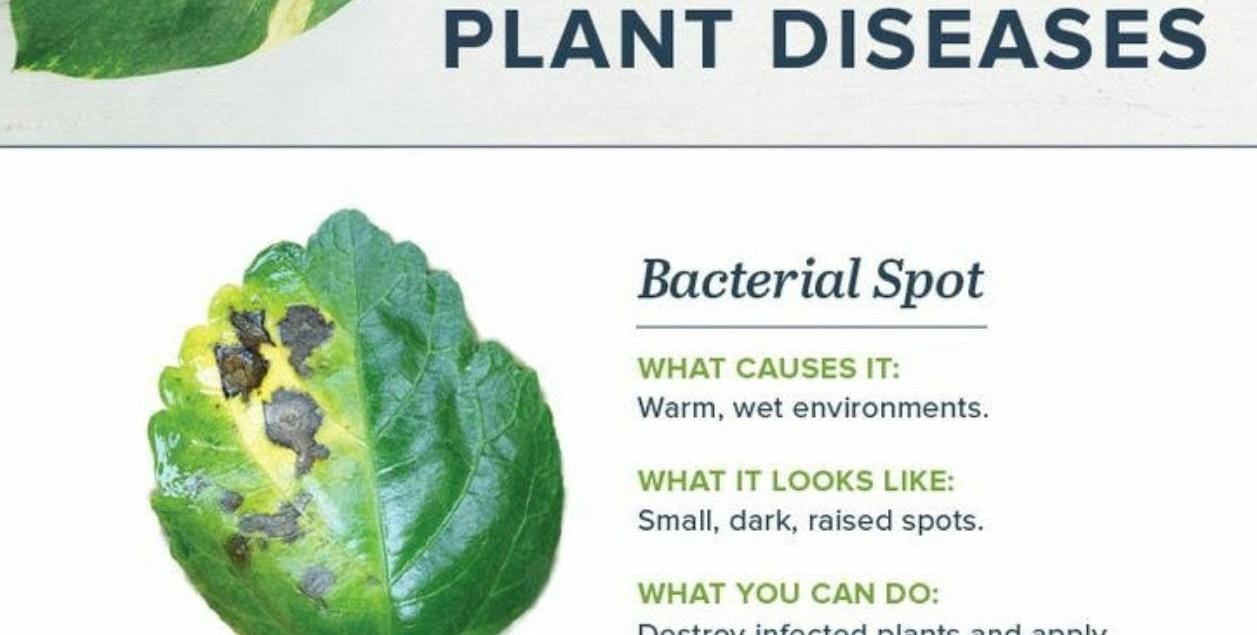 PLANT DISEASES
Bacterial Spot
WHAT CAUSES IT:
Warm, wet environments.
WHAT IT LOOKS LIKE:
Small, dark, raised spots.
WHAT YOU CAN DO:
Destroy infected plants and apply